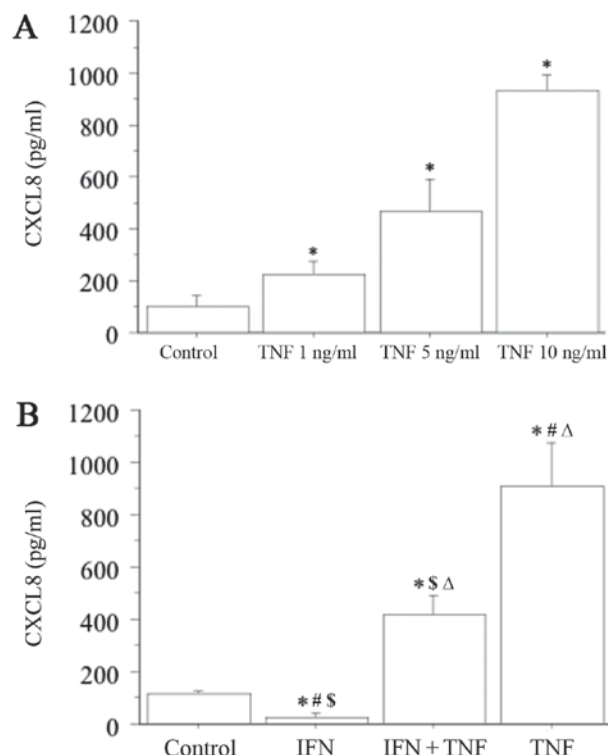 A
CXCL8 (pg/ml)
1200
1000
800
600
400
200
0
*
*
*
Control TNF 1 ng/ml TNF 5 ng/ml TNF 10 ng/ml
B
CXCL8 (pg/ml)
1200
1000
800
600
400
200
0
*#Δ
*$Δ
*#$
Control IFN IFN + TNF TNF